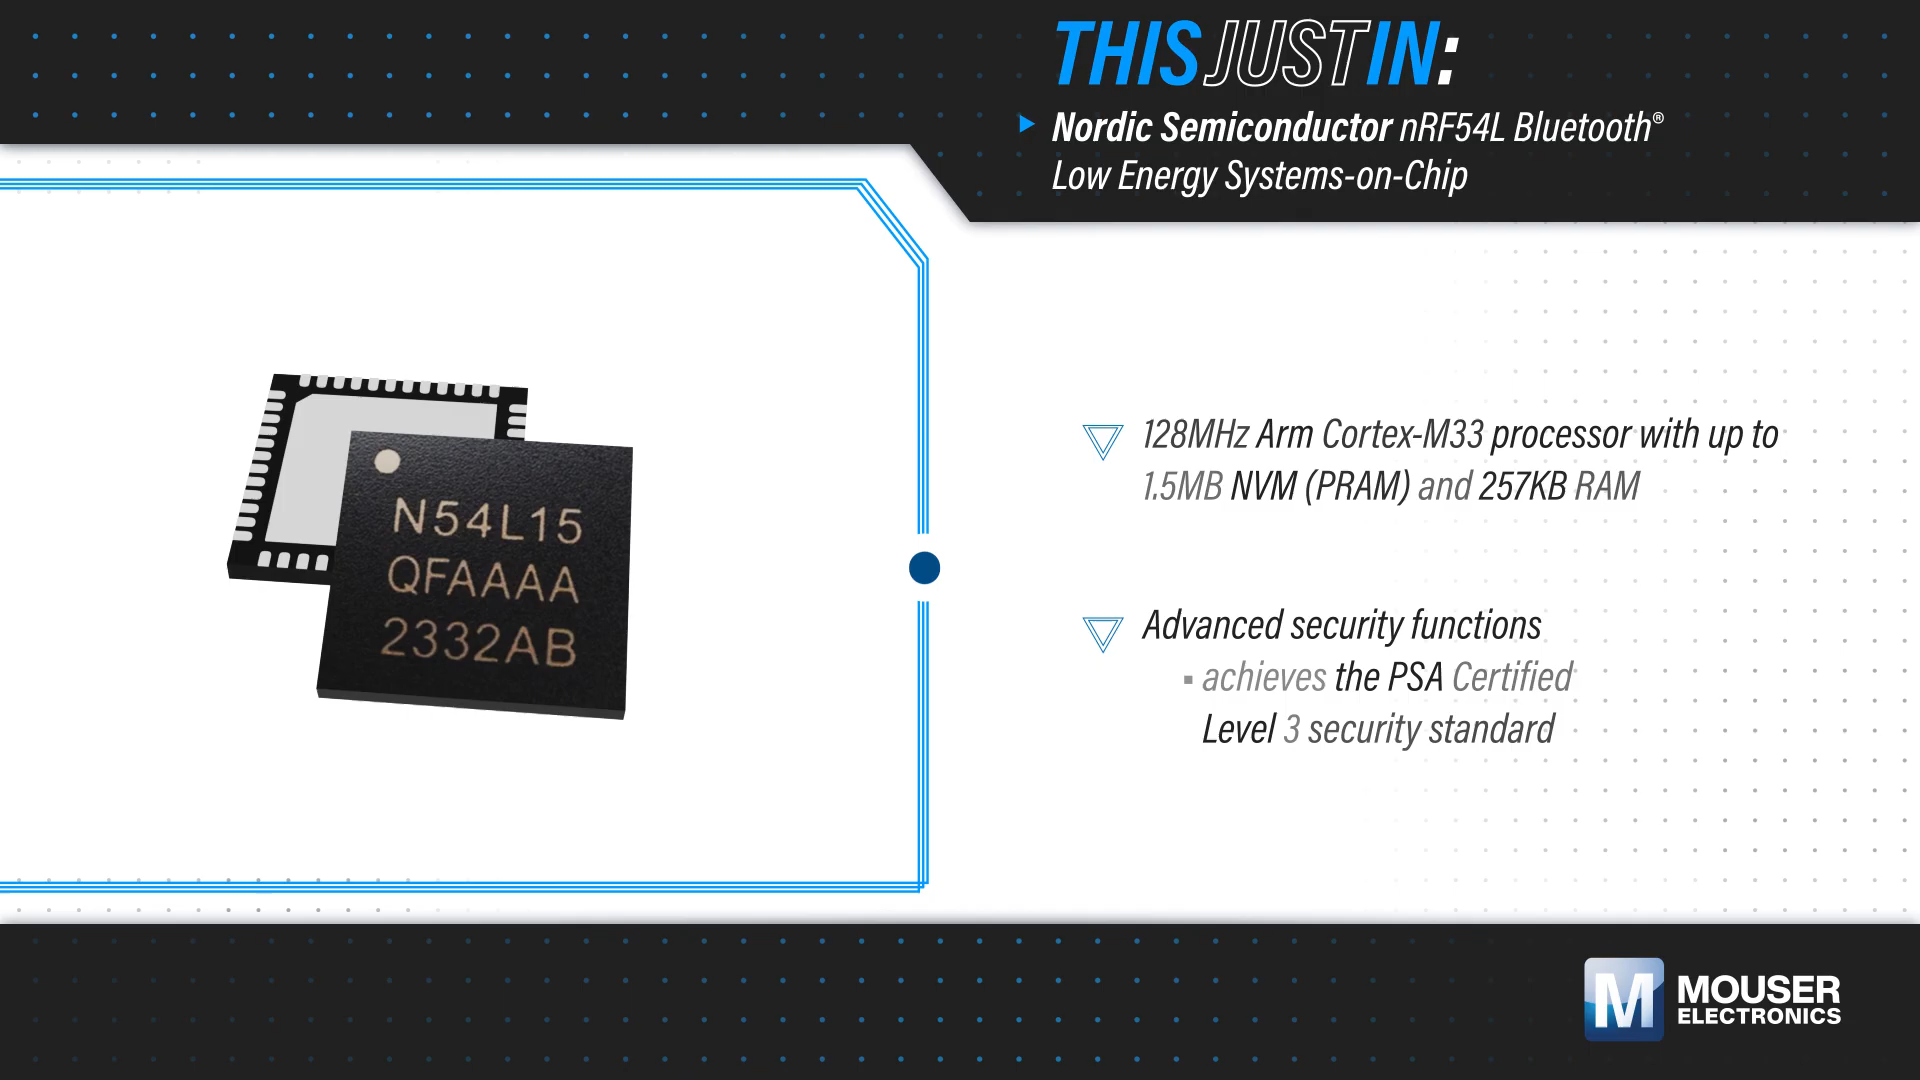 THIS JUST IN:
Nordic Semiconductor nRF54L Bluetooth®
Low Energy Systems-on-Chip
N54L15
QFAAAA
2332AB
128MHz Arm Cortex-M33 processor with up to
1.5MB NVM (PRAM) and 257KB RAM
Advanced security functions
▪ achieves the PSA Certified
Level 3 security standard
M MOUSER
ELECTRONICS